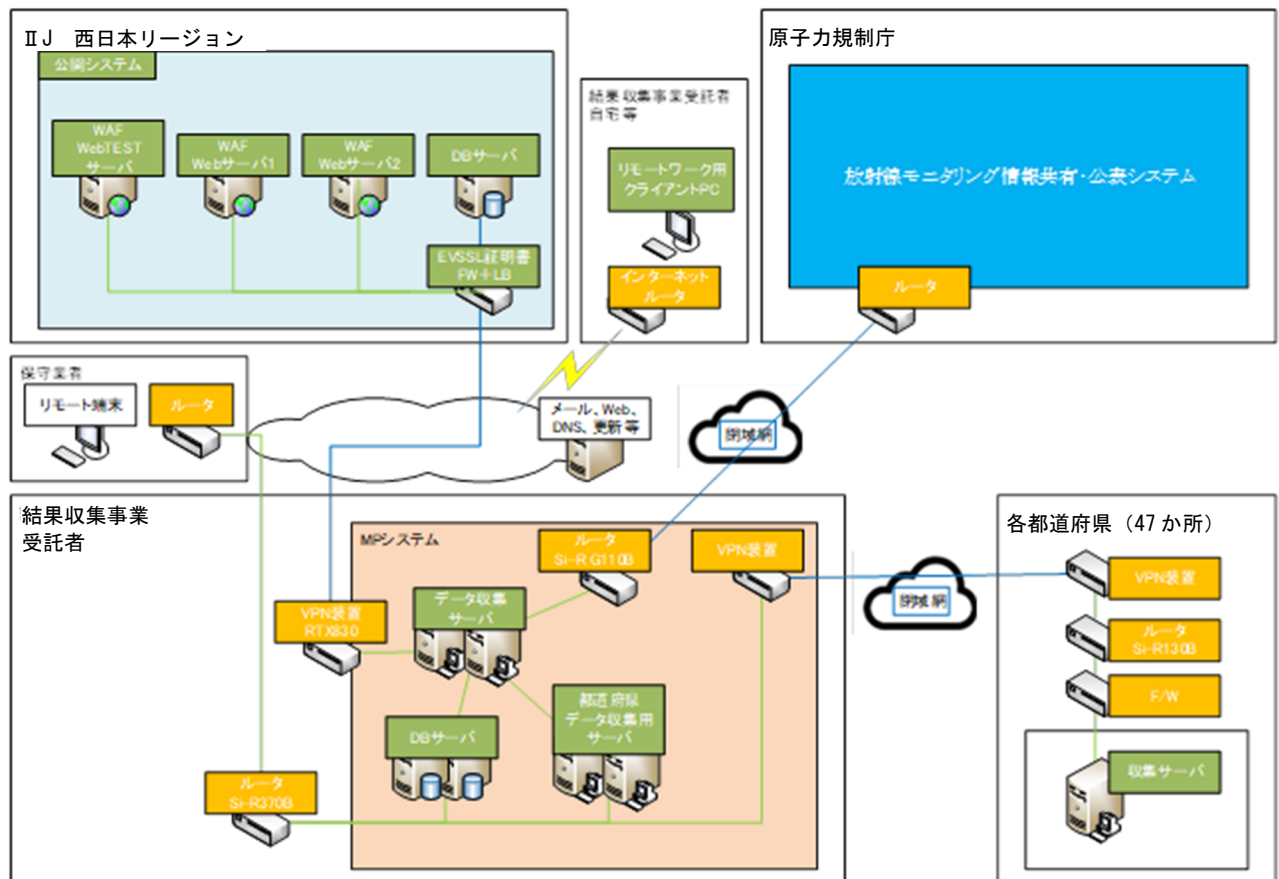 ⅡJ 西日本リージョン
公開システム
WAF
WebTEST
サーバ
WAF
Webサーバ1
WAF
Webサーバ2
DBサーバ
EVSSL証明書
FW+LB
結果収集事業受託者
自宅等
リモートワーク用
クライアントPC
インターネット
ルータ
原子力規制庁
放射線モニタリング情報共有・公表システム
ルータ
保守業者
リモート端末
ルータ
メール、Web、
DNS、更新等
閉域網
結果収集事業
受託者
MPシステム
ルータ
Si-R G110B
VPN装置
データ収集
サーバ
VPN装置
RTX830
都道府県
データ収集用
サーバ
DBサーバ
ルータ
Si-R370B
閉域網
各都道府県（47か所）
VPN装置
ルータ
Si-R130B
F/W
収集サーバ